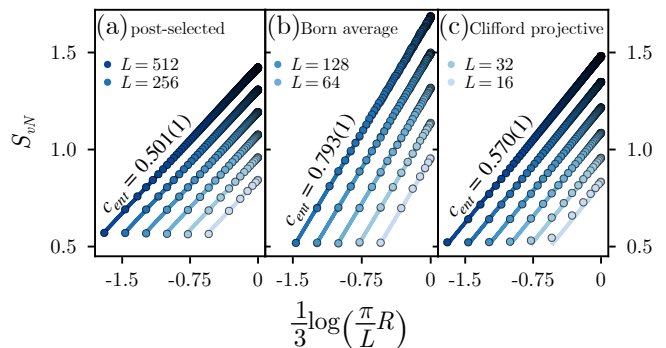 (a) post-selected
(b) Born average
(c) Clifford projective
L = 512
L = 256
L = 128
L = 64
L = 32
L = 16
c_ent = 0.501(1)
c_ent = 0.793(1)
c_ent = 0.570(1)
S_vN
1.5
1.0
0.5
1.5
1.0
0.5
-1.5 -0.75 0
-1.5 -0.75 0
-1.5 -0.75 0
1/3 log(π/L R)